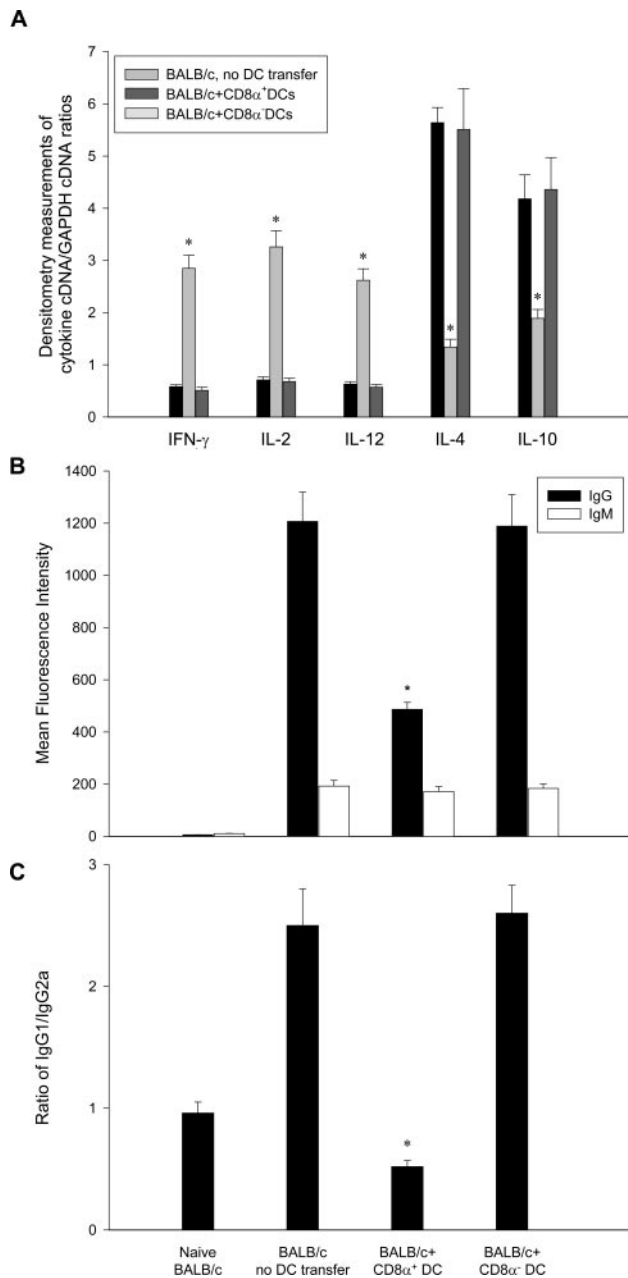 A
Densitometry measurements of
cytokine cDNA/GAPDH cDNA ratios
7
6
5
4
3
2
1
0
BALB/c, no DC transfer
BALB/c+CD8α⁺DCs
BALB/c+CD8α⁻DCs
* * * * *
IFN-γ IL-2 IL-12 IL-4 IL-10
B
Mean Fluorescence Intensity
1400
1200
1000
800
600
400
200
0
IgG
IgM
*
C
Ratio of IgG1/IgG2a
3
2
1
0
*
Naive BALB/c BALB/c+ BALB/c+
BALB/c no DC transfer CD8α⁺ DC CD8α⁻ DC